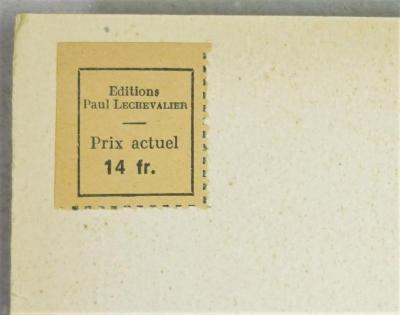 Editions
Paul LECHEVALIER
Prix actuel
14 fr.